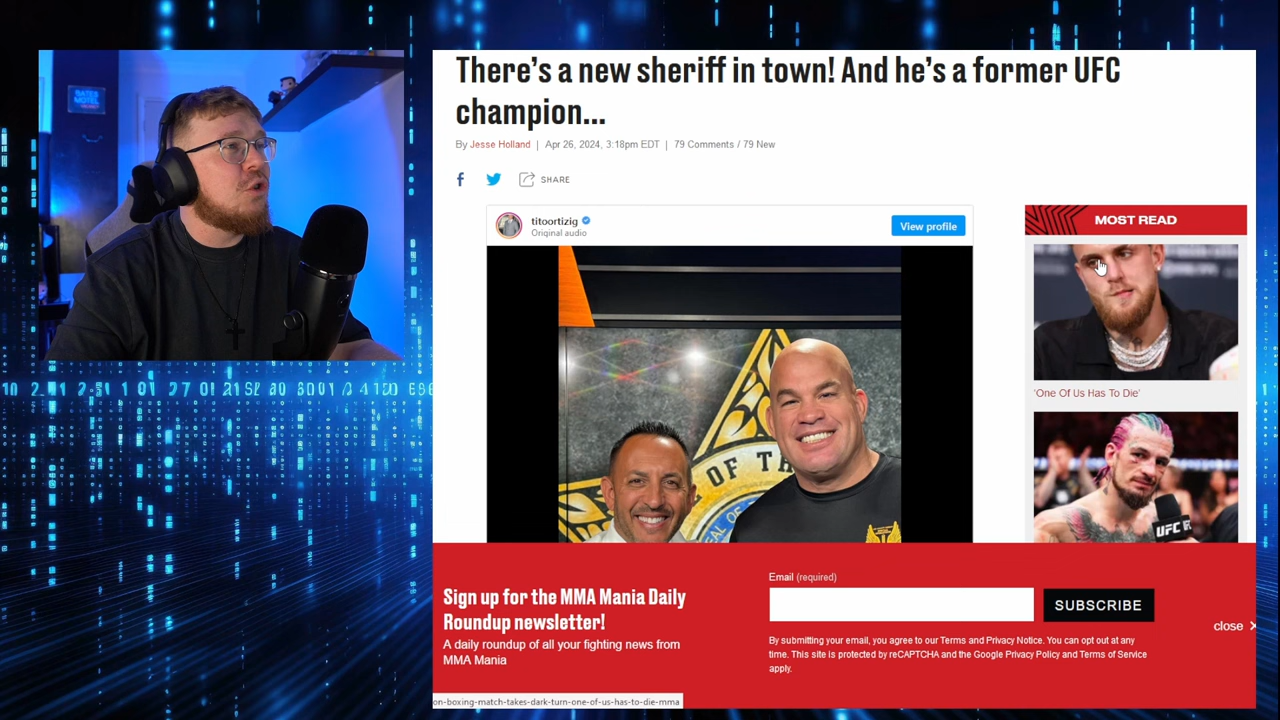 There's a new sheriff in town! And he's a former UFC
champion...
By Jesse Holland | Apr 26, 2024, 3:18pm EDT | 79 Comments / 79 New
SHARE
titoortizig
Original audio
View profile
MOST READ
OF TH
'One Of Us Has To Die'
UFC
Sign up for the MMA Mania Daily
Roundup newsletter!
A daily roundup of all your fighting news from
MMA Mania
Email (required)
SUBSCRIBE
close ×
By submitting your email, you agree to our Terms and Privacy Notice. You can opt out at any
time. This site is protected by reCAPTCHA and the Google Privacy Policy and Terms of Service
apply.
on-boxing-match-takes-dark-turn-one-of-us-has-to-die-mma
BATES
MOTEL